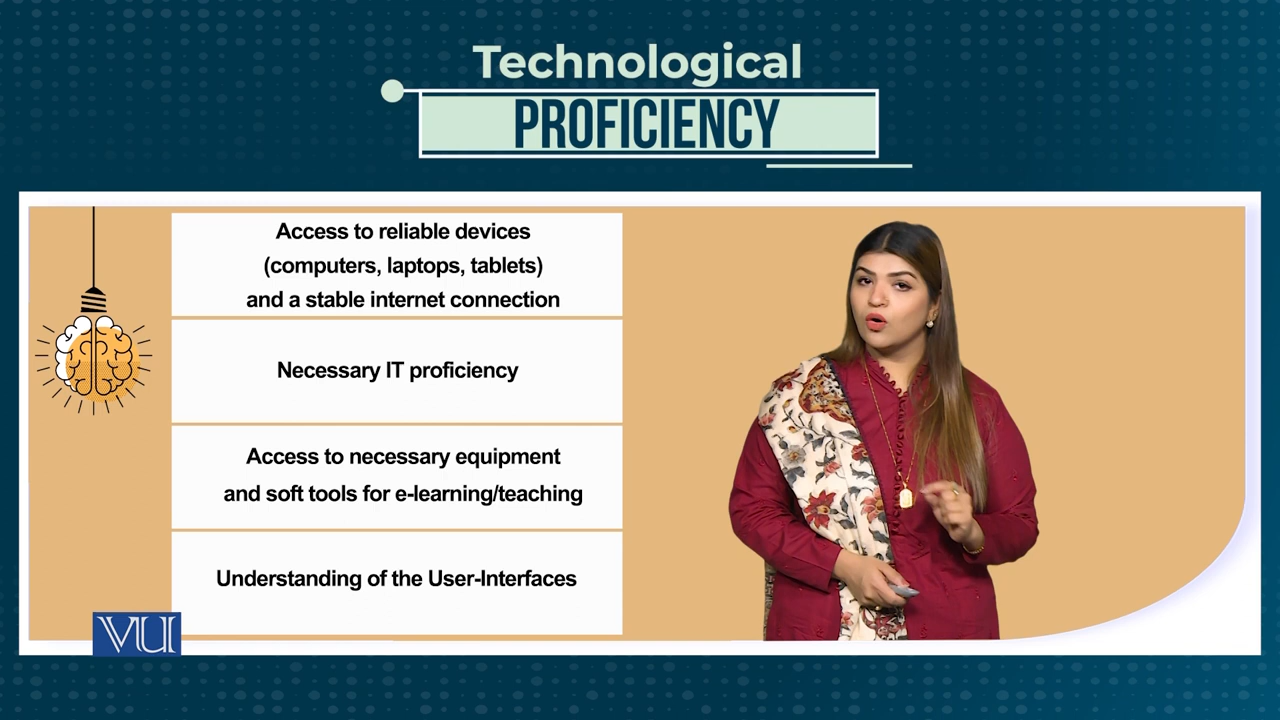 Technological
PROFICIENCY
Access to reliable devices
(computers, laptops, tablets)
and a stable internet connection
Necessary IT proficiency
Access to necessary equipment
and soft tools for e-learning/teaching
Understanding of the User-Interfaces
VU